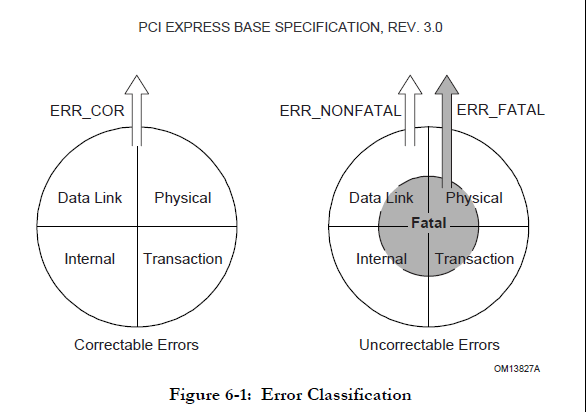 PCI EXPRESS BASE SPECIFICATION, REV. 3.0
ERR_COR
ERR_NONFATAL
ERR_FATAL
Data Link
Physical
Internal
Transaction
Data Link
Physical
Fatal
Internal
Transaction
Correctable Errors
Uncorrectable Errors
OM13827A
Figure 6-1: Error Classification